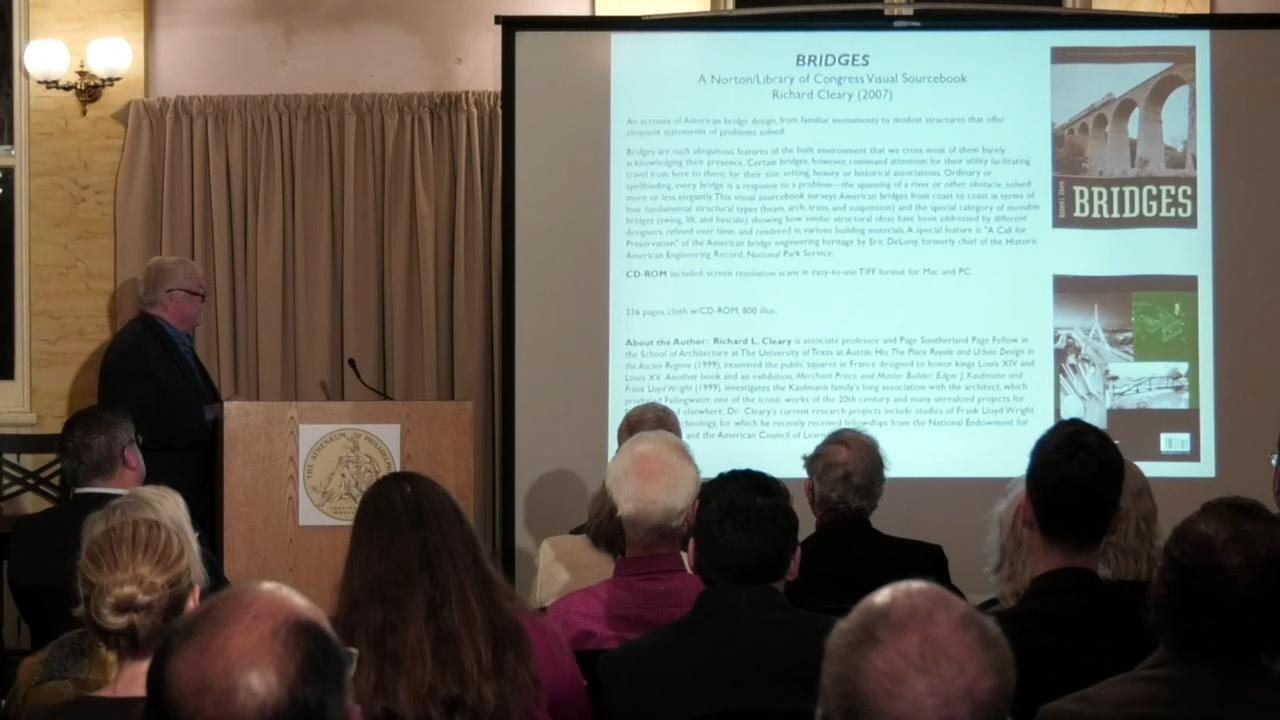 BRIDGES
A Norton/Library of Congress Visual Sourcebook
Richard Cleary (2007)
An account of American bridge design, from familiar monuments to modest structures that offer
eloquent statements of problems solved.
Bridges are such ubiquitous features of the built environment that we cross most of them barely
acknowledging their presence. Certain bridges, however, command attention: for their utility facilitating
travel from here to there; for their size, setting, beauty, or historical associations. Ordinary or
spellbinding, every bridge is a response to a problem—the spanning of a river or other obstacle, solved
more or less elegantly. This visual sourcebook surveys American bridges from coast to coast in terms of
four fundamental structural types (beam, arch, truss, and suspension) and the special category of movable
bridges (swing, lift, and bascule) showing how similar structural ideas have been addressed by different
designers, refined over time, and rendered in various building materials. A special feature is "A Call for
Preservation" of the American bridge engineering heritage by Eric DeLony, formerly chief of the Historic
American Engineering Record, National Park Service.
CD-ROM included: screen resolution scans in easy-to-use TIFF format for Mac and PC
336 pages, cloth w/CD-ROM, 800 illus.
About the Author: Richard L. Cleary is associate professor and Page Southerland Page Fellow in
the School of Architecture at The University of Texas at Austin. His The Place Royale and Urban Design in
the Ancien Regime (1999), examined the public squares in France designed to honor kings Louis XIV and
Louis XV. Another book and an exhibition, Merchant Prince and Master Builder: Edgar J. Kaufmann and
Frank Lloyd Wright (1999), investigates the Kaufmann family's long association with the architect, which
produced Fallingwater, one of the iconic works of the 20th century, and many unrealized projects for
elsewhere. Dr. Cleary's current research projects include studies of Frank Lloyd Wright
for which he recently received fellowships from the National Endowment for
and the American Council of Learn
BRIDGES
THE ATHENAEUM OF PHILADELPHIA